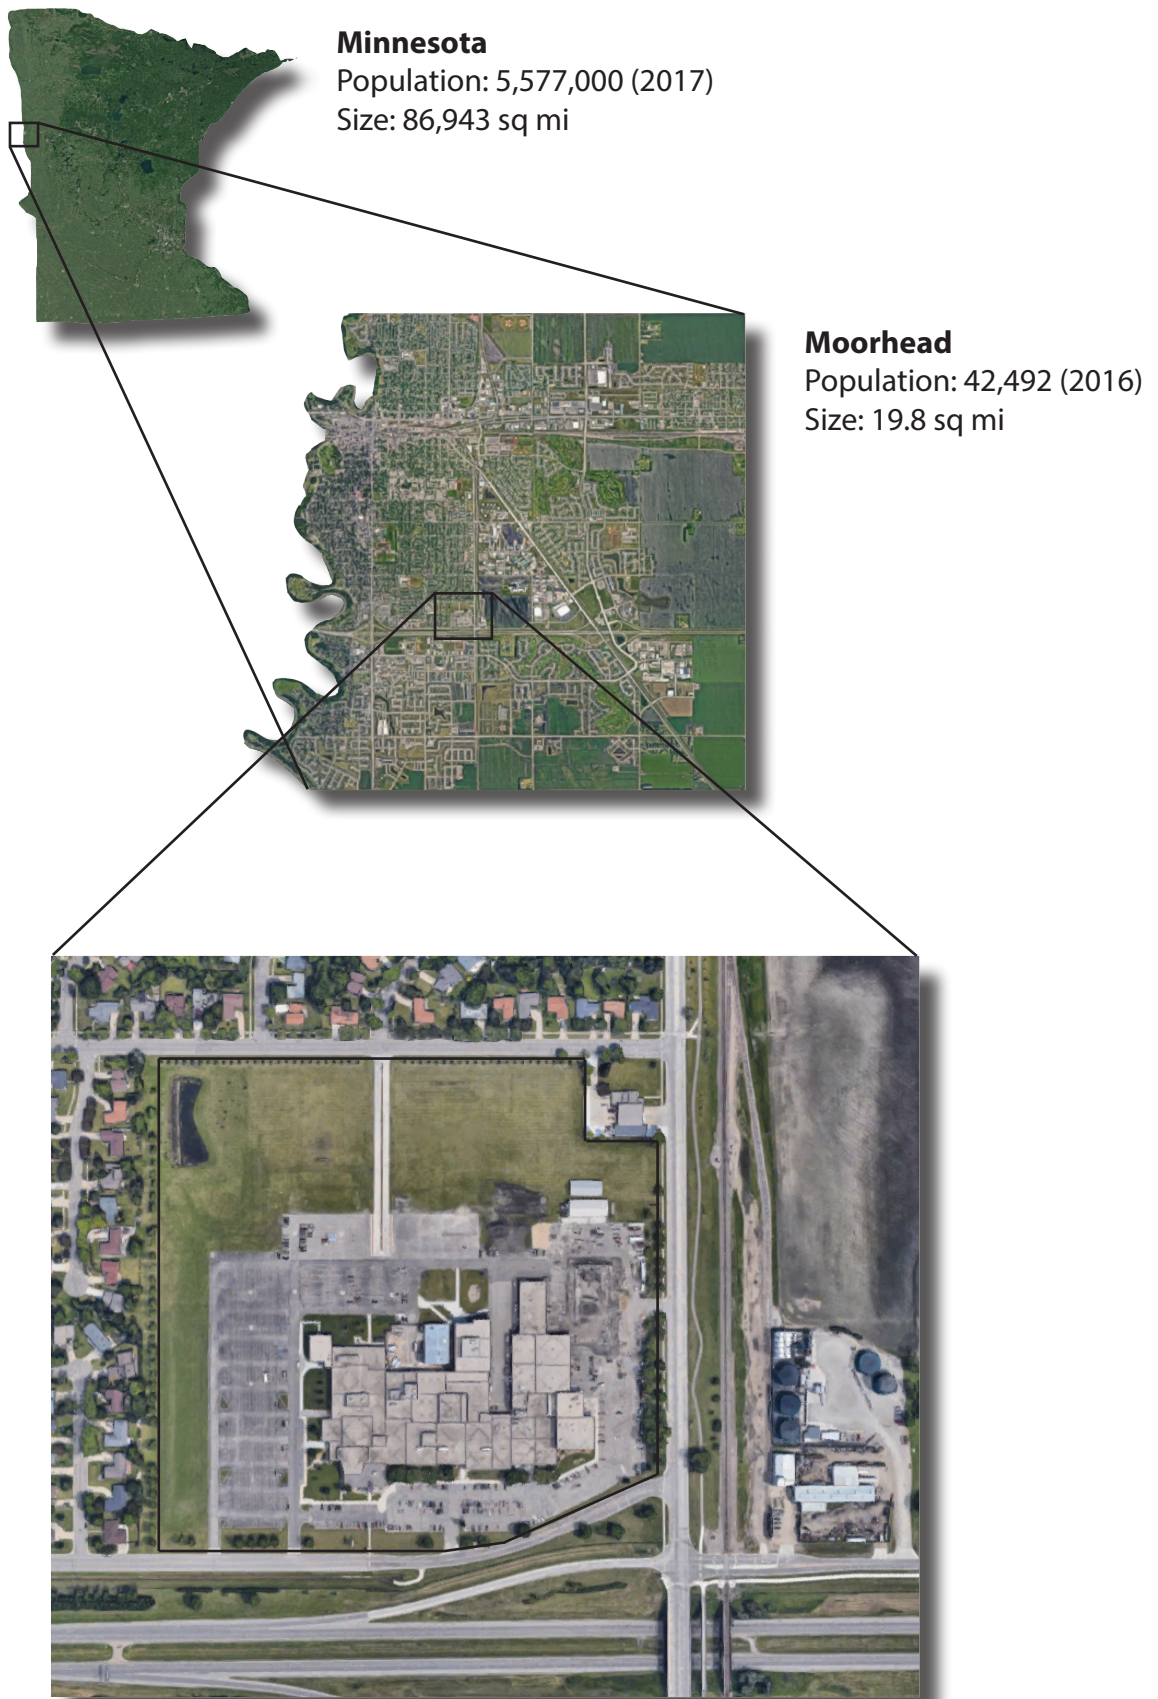 Minnesota
Population: 5,577,000 (2017)
Size: 86,943 sq mi
Moorhead
Population: 42,492 (2016)
Size: 19.8 sq mi